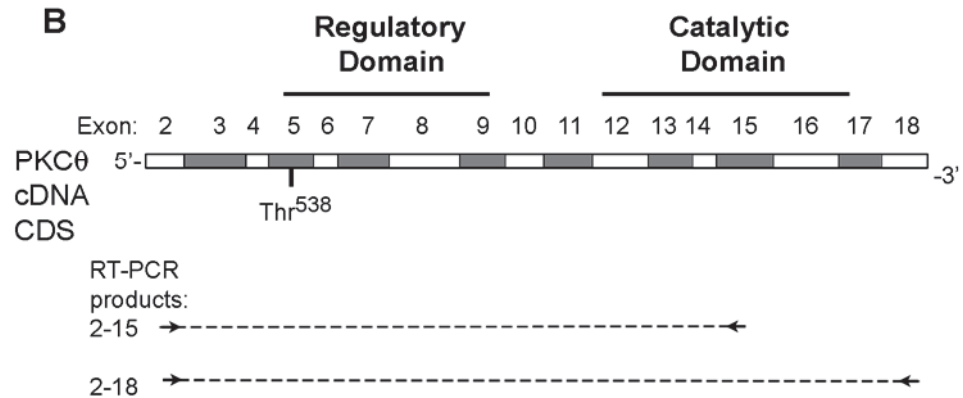 B
Regulatory
Domain
Catalytic
Domain
Exon: 2 3 4 5 6 7 8 9 10 11 12 13 14 15 16 17 18
PKCθ 5'- -3'
cDNA
CDS
Thr538
RT-PCR
products:
2-15
2-18